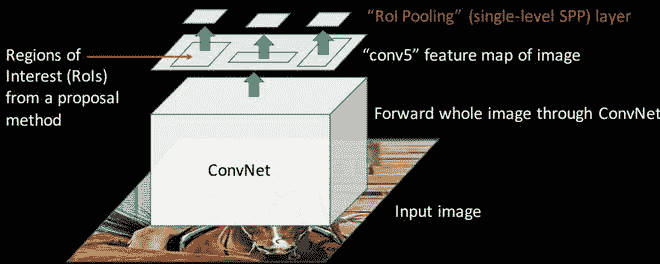 “RoI Pooling” (single-level SPP) layer
Regions of
Interest (RoIs)
from a proposal
method
“conv5” feature map of image
Forward whole image through ConvNet
ConvNet
Input image